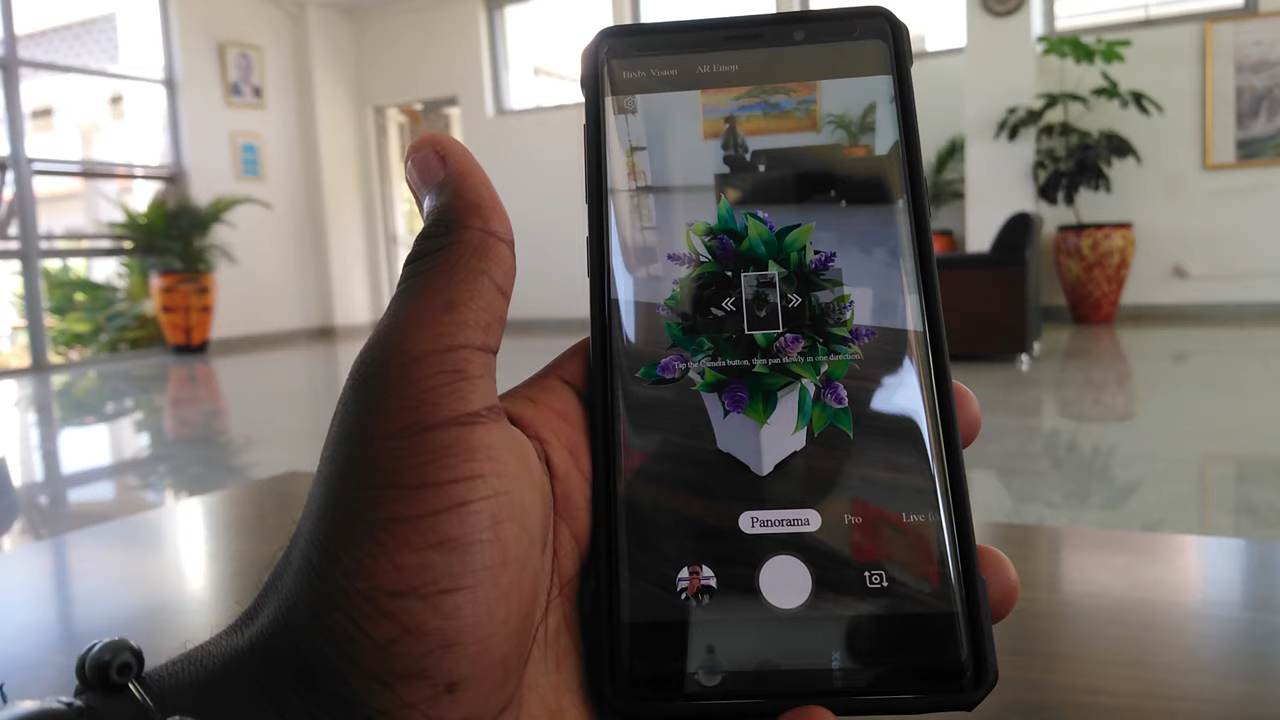 Bixby Vision AR Emoji
Tap the Camera button, then pan slowly in one direction.
Panorama Pro Live fo